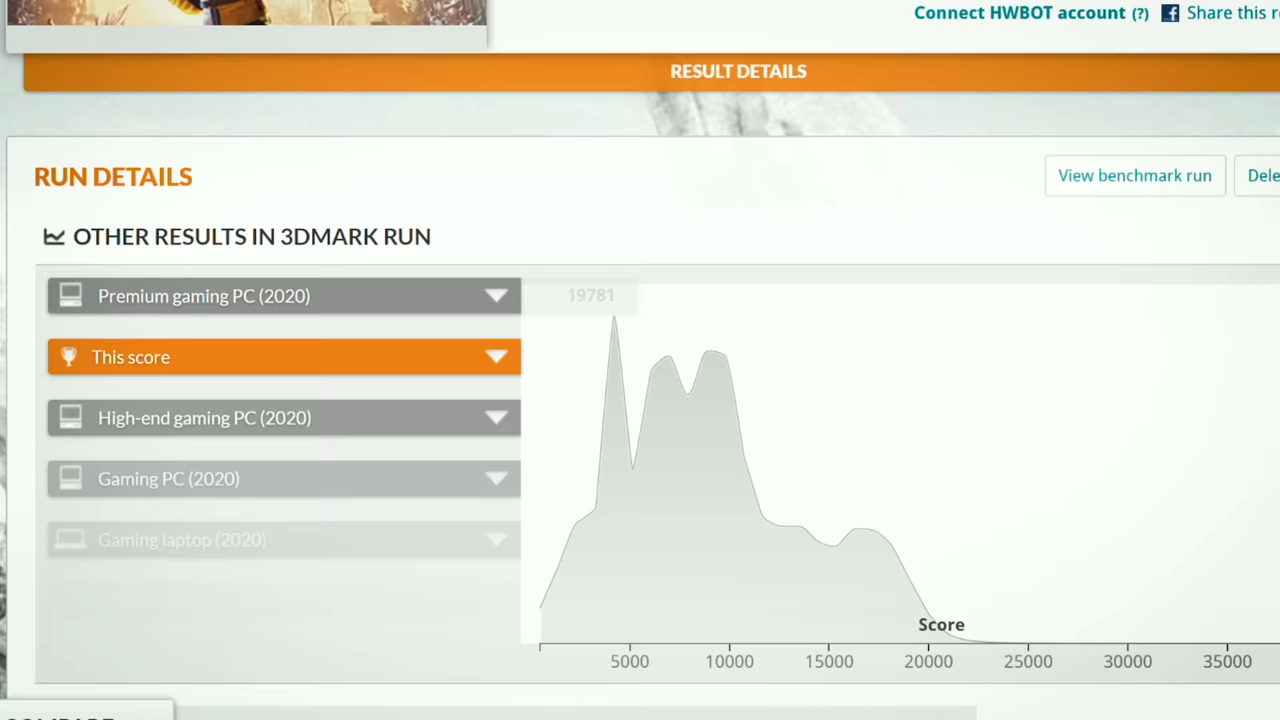 Connect HWBOT account (?) Share this r
RESULT DETAILS
RUN DETAILS
View benchmark run
Dele
OTHER RESULTS IN 3DMARK RUN
Premium gaming PC (2020)
19781
This score
High-end gaming PC (2020)
Gaming PC (2020)
Gaming laptop (2020)
Score
5000 10000 15000 20000 25000 30000 35000